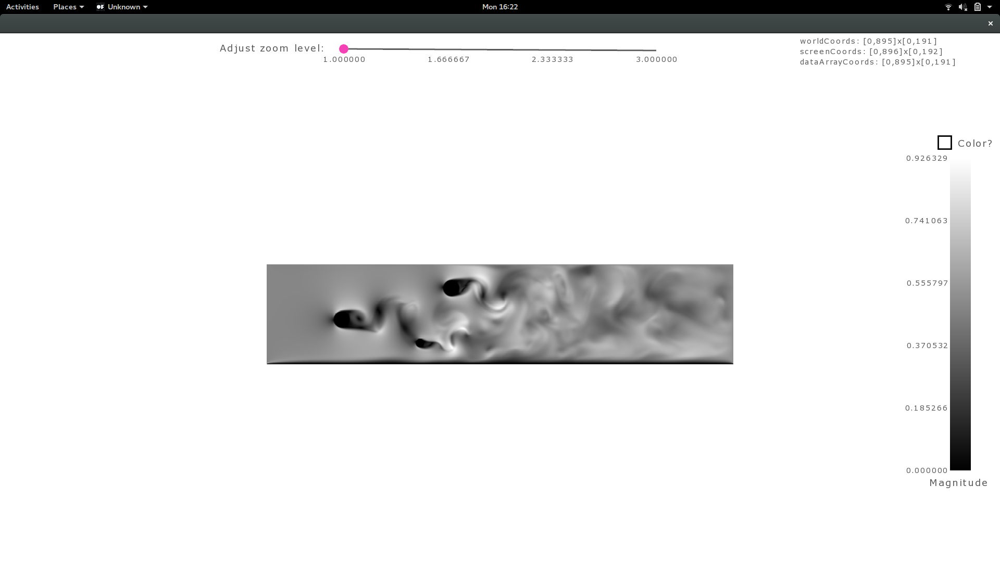 Activities Places Unknown Mon 16:22
Adjust zoom level:
1.000000 1.666667 2.333333 3.000000
worldCoords: [0,895]x[0,191]
screenCoords: [0,896]x[0,192]
dataArrayCoords: [0,895]x[0,191]
Color?
0.926329
0.741063
0.555797
0.370532
0.185266
0.000000
Magnitude